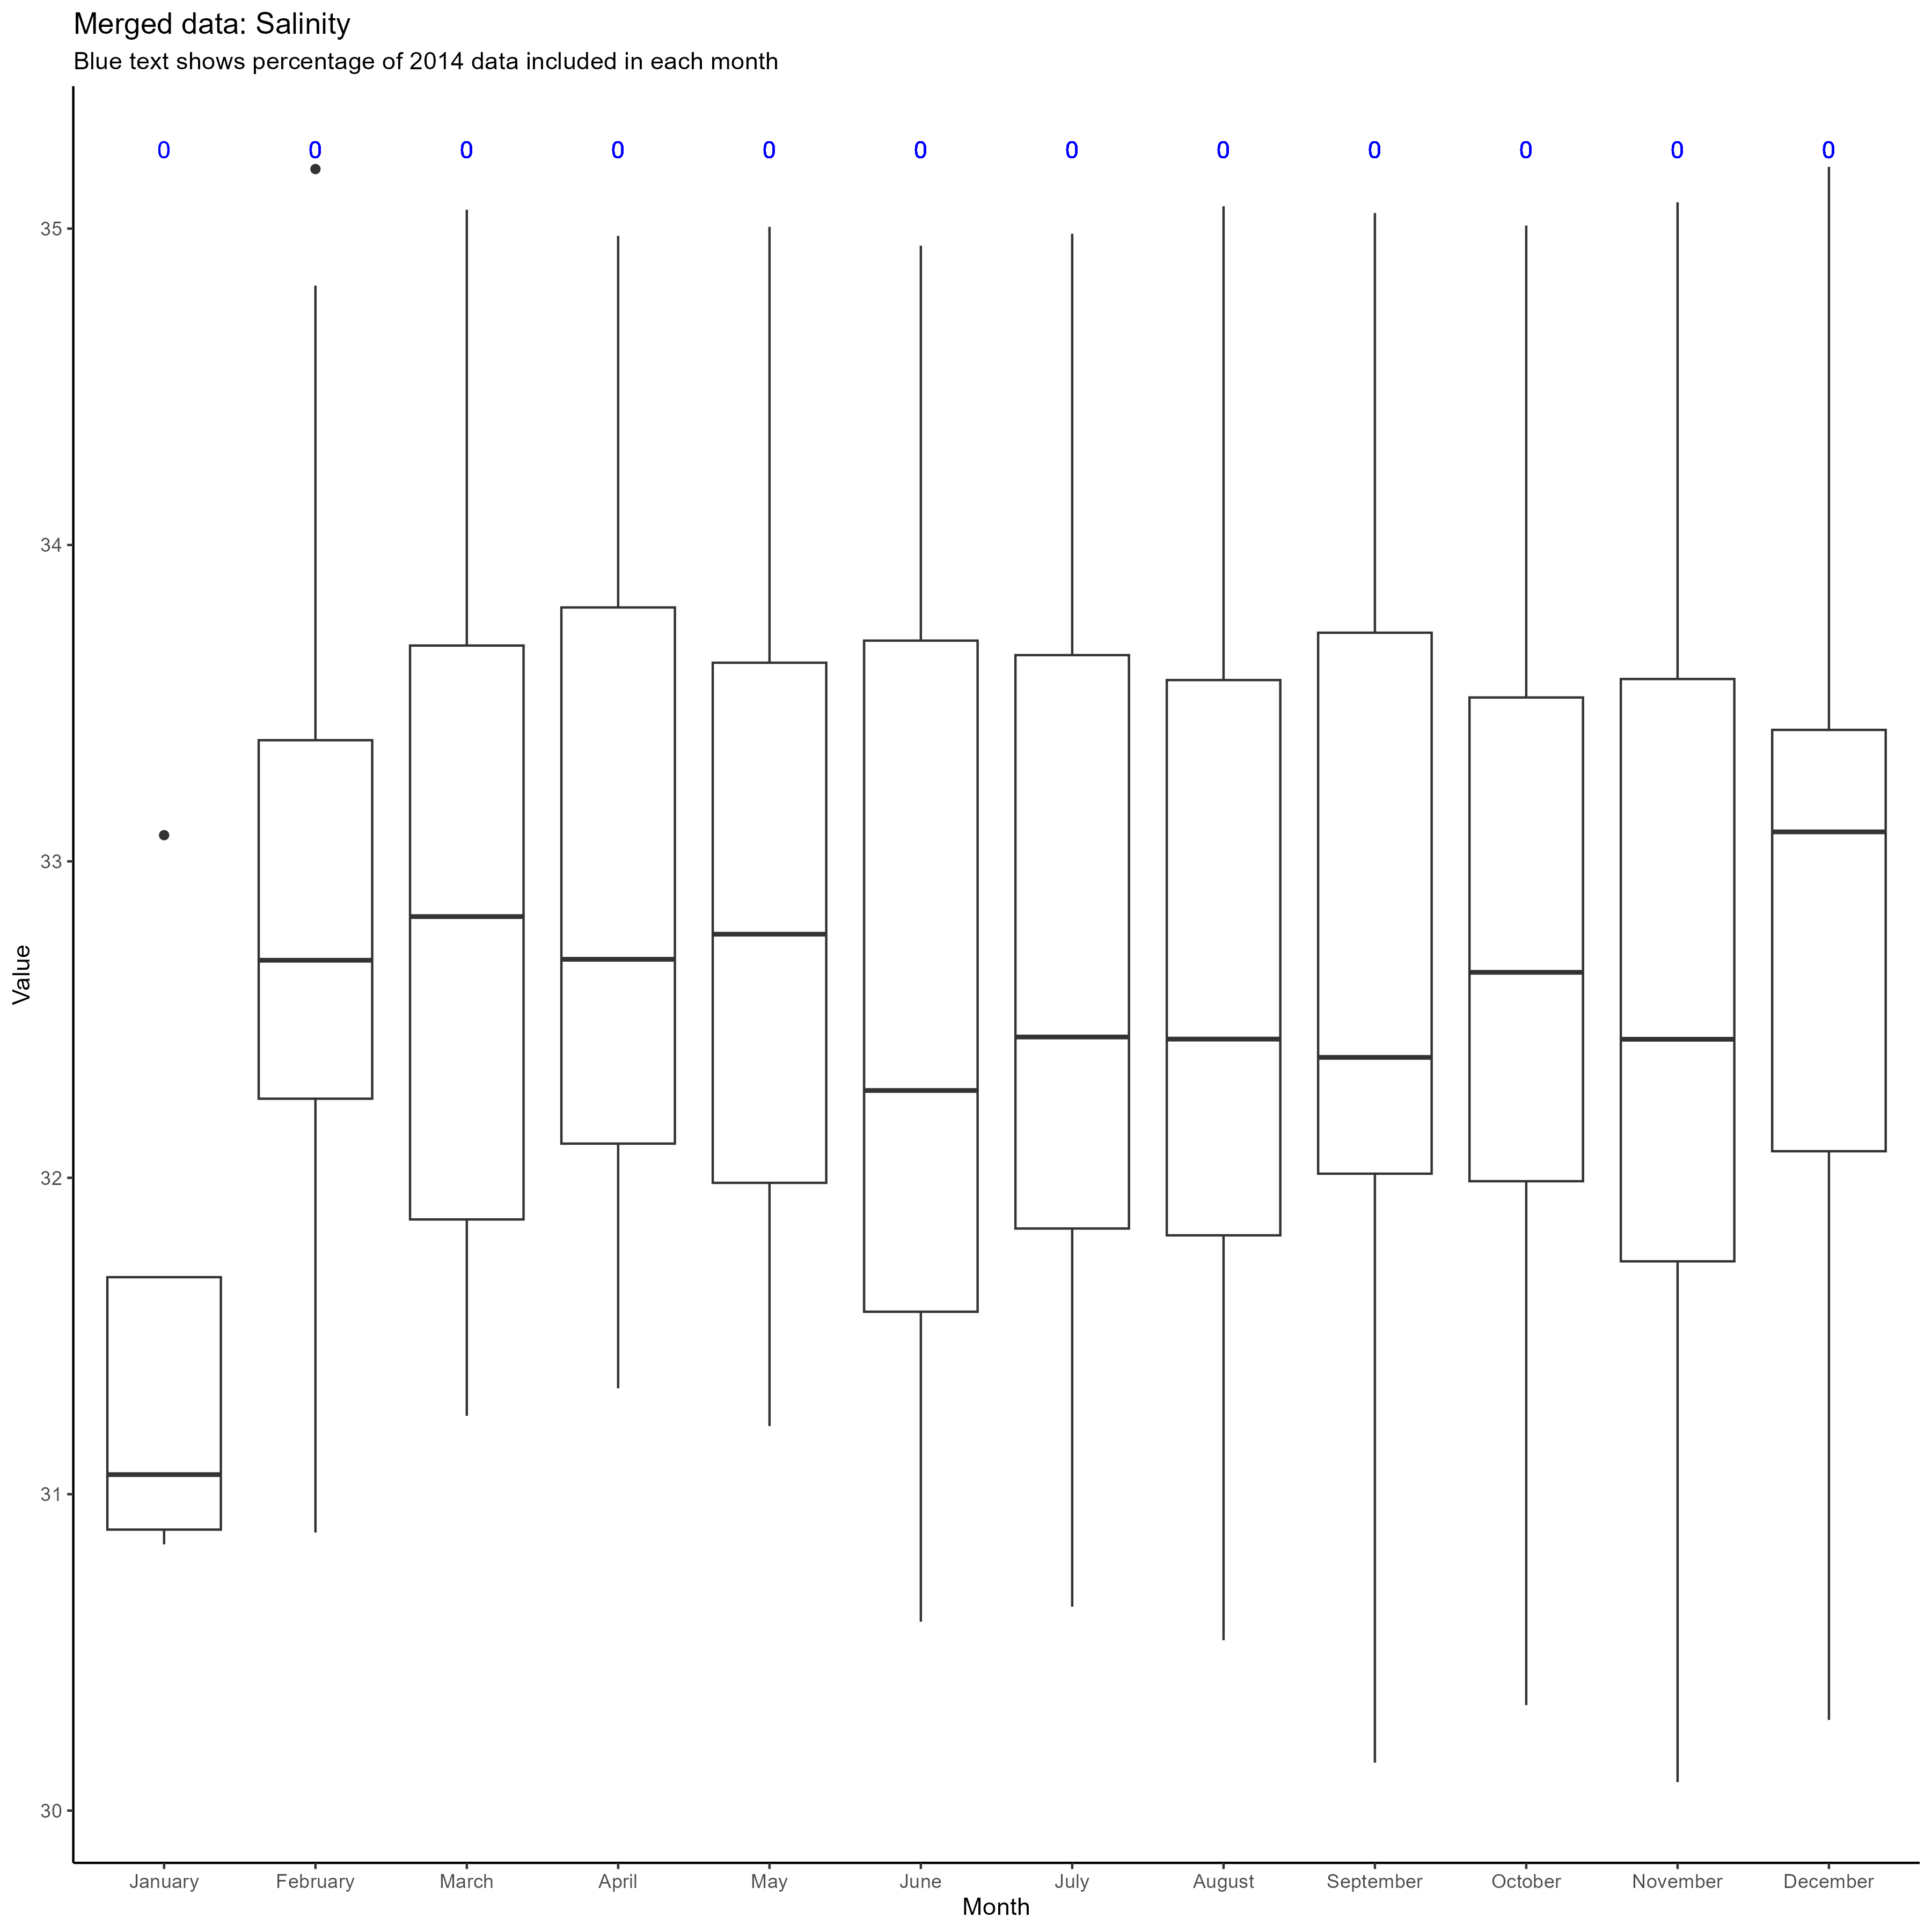 Merged data: Salinity
Blue text shows percentage of 2014 data included in each month
0 0 0 0 0 0 0 0 0 0 0 0
35
34
33
32
31
30
Value
January February March April May June July August September October November December
Month